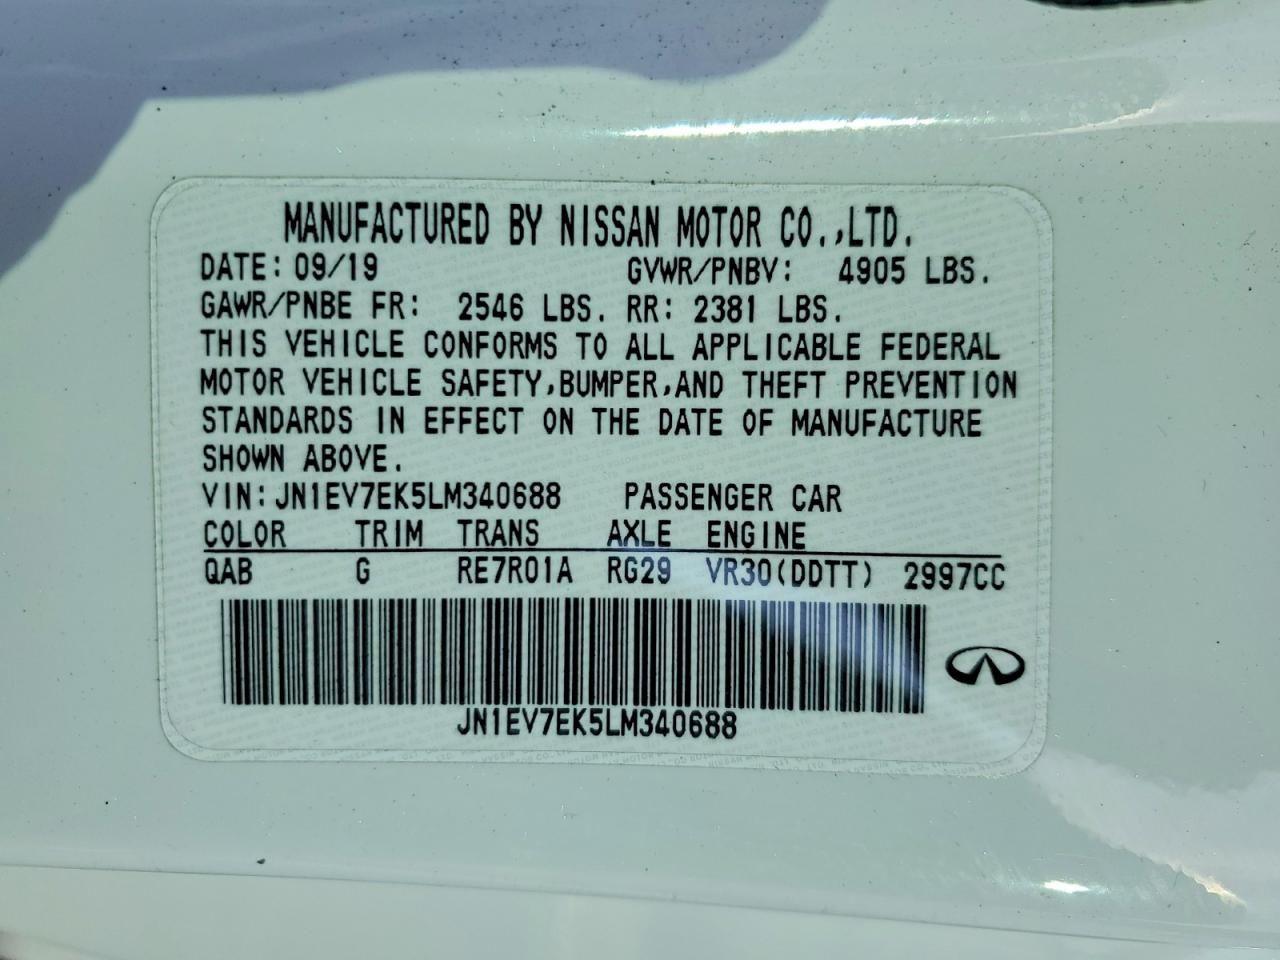 MANUFACTURED BY NISSAN MOTOR CO.,LTD.
DATE: 09/19 GVWR/PNBV: 4905 LBS.
GAWR/PNBE FR: 2546 LBS. RR: 2381 LBS.
THIS VEHICLE CONFORMS TO ALL APPLICABLE FEDERAL
MOTOR VEHICLE SAFETY,BUMPER,AND THEFT PREVENTION
STANDARDS IN EFFECT ON THE DATE OF MANUFACTURE
SHOWN ABOVE.
VIN: JN1EV7EK5LM340688 PASSENGER CAR
COLOR TRIM TRANS AXLE ENGINE
QAB G RE7R01A RG29 VR30(DDTT) 2997CC
JN1EV7EK5LM340688